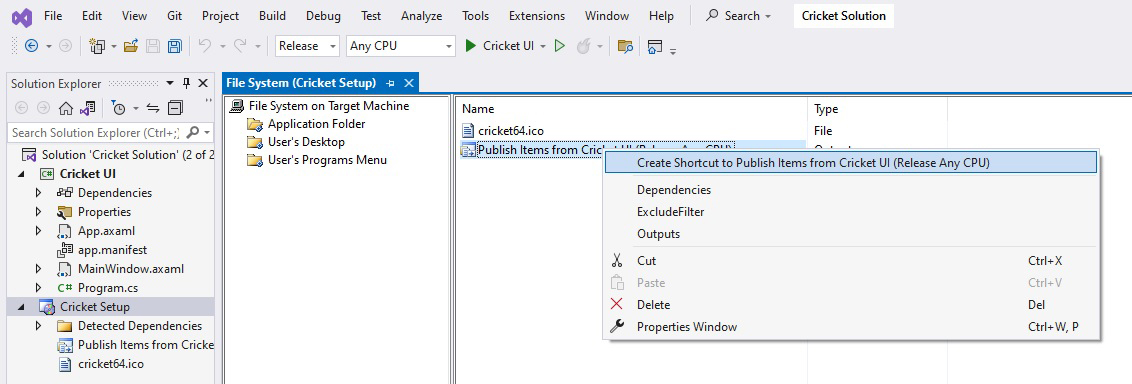 File Edit View Git Project Build Debug Test Analyze Tools Extensions Window Help Search Cricket Solution
Release Any CPU Cricket UI
Solution Explorer
Search Solution Explorer (Ctrl+;)
Solution 'Cricket Solution' (2 of 2
Cricket UI
Dependencies
Properties
App.axaml
app.manifest
MainWindow.axaml
C# Program.cs
Cricket Setup
Detected Dependencies
Publish Items from Cricke
cricket64.ico
File System (Cricket Setup)
File System on Target Machine
Application Folder
User's Desktop
User's Programs Menu
Name Type
cricket64.ico File
Publish Items from Cricket UI (Release Any CPU)
Create Shortcut to Publish Items from Cricket UI (Release Any CPU)
Dependencies
ExcludeFilter
Outputs
Cut Ctrl+X
Paste Ctrl+V
Delete Del
Properties Window Ctrl+W, P